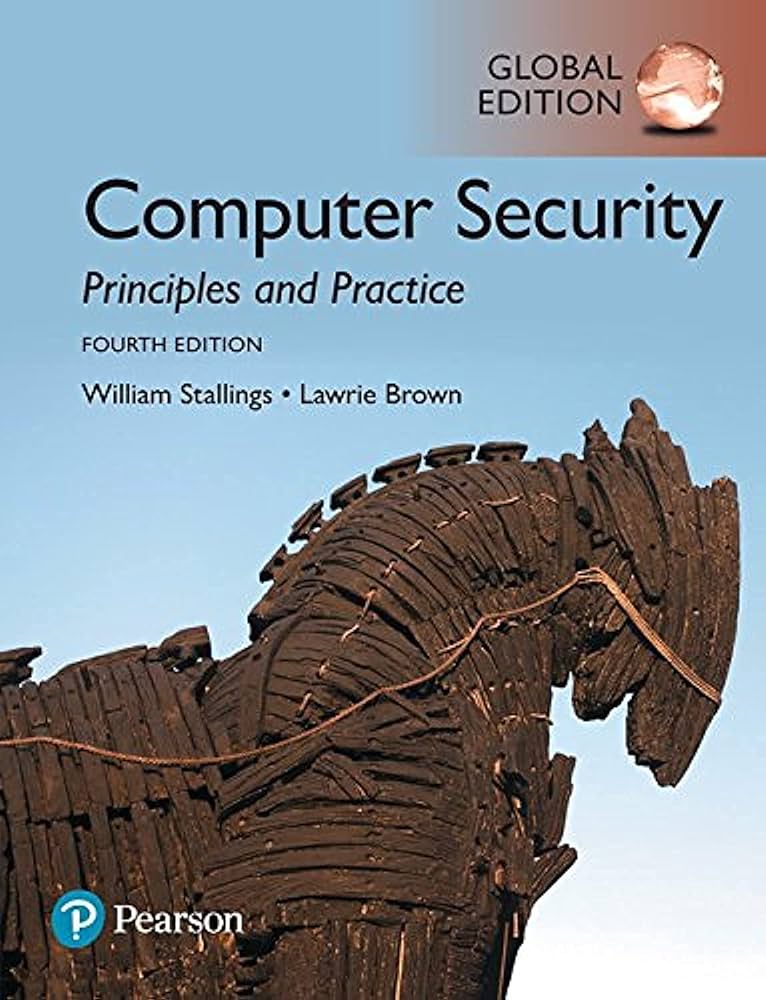 GLOBAL
EDITION
Computer Security
Principles and Practice
FOURTH EDITION
William Stallings • Lawrie Brown
P Pearson